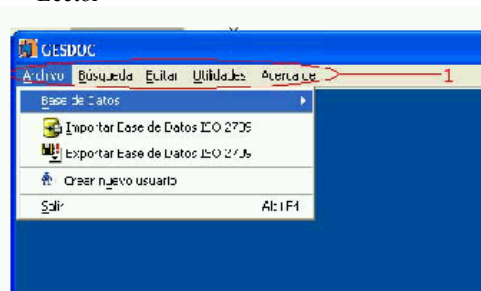 Lector
GESDOC
Archivo Búsqueda Editar Utilidades Acerca de 1
Base de Datos
Importar Base de Datos ISO 2709
Exportar Base de Datos ISO 2709
Crear nuevo usuario
Salir Alt+F4